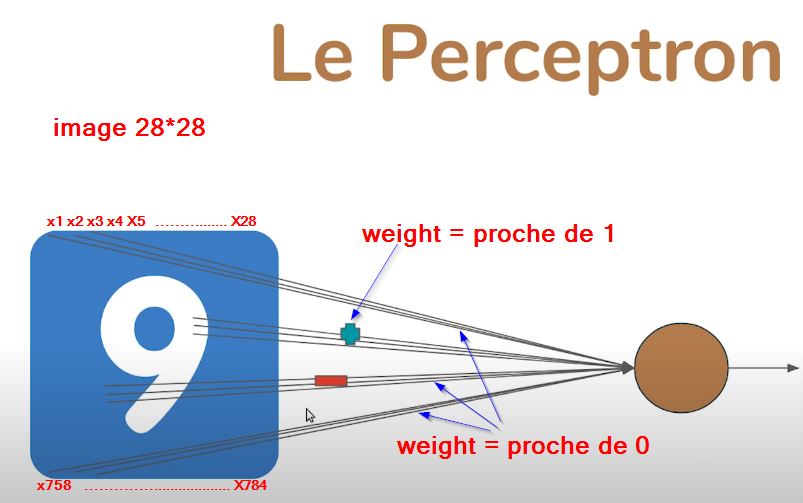 Le Perceptron
image 28*28
x1 x2 x3 x4 X5 ................ X28
weight = proche de 1
9
weight = proche de 0
x758 ............................ X784